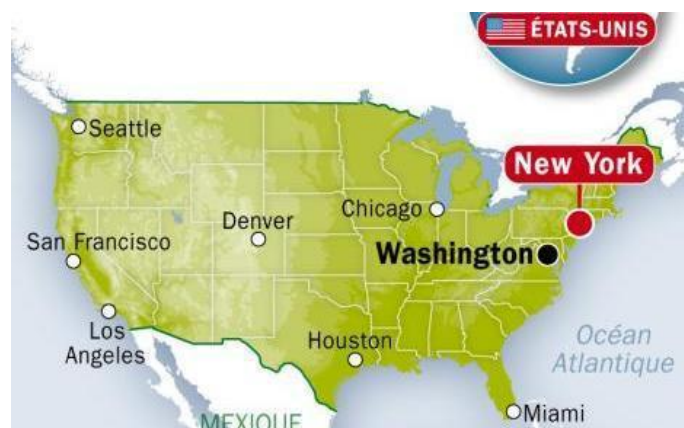 ÉTATS-UNIS
Seattle
New York
Chicago
Denver
San Francisco
Washington
Los
Angeles
Houston
Océan
Atlantique
MEXIQUE
Miami